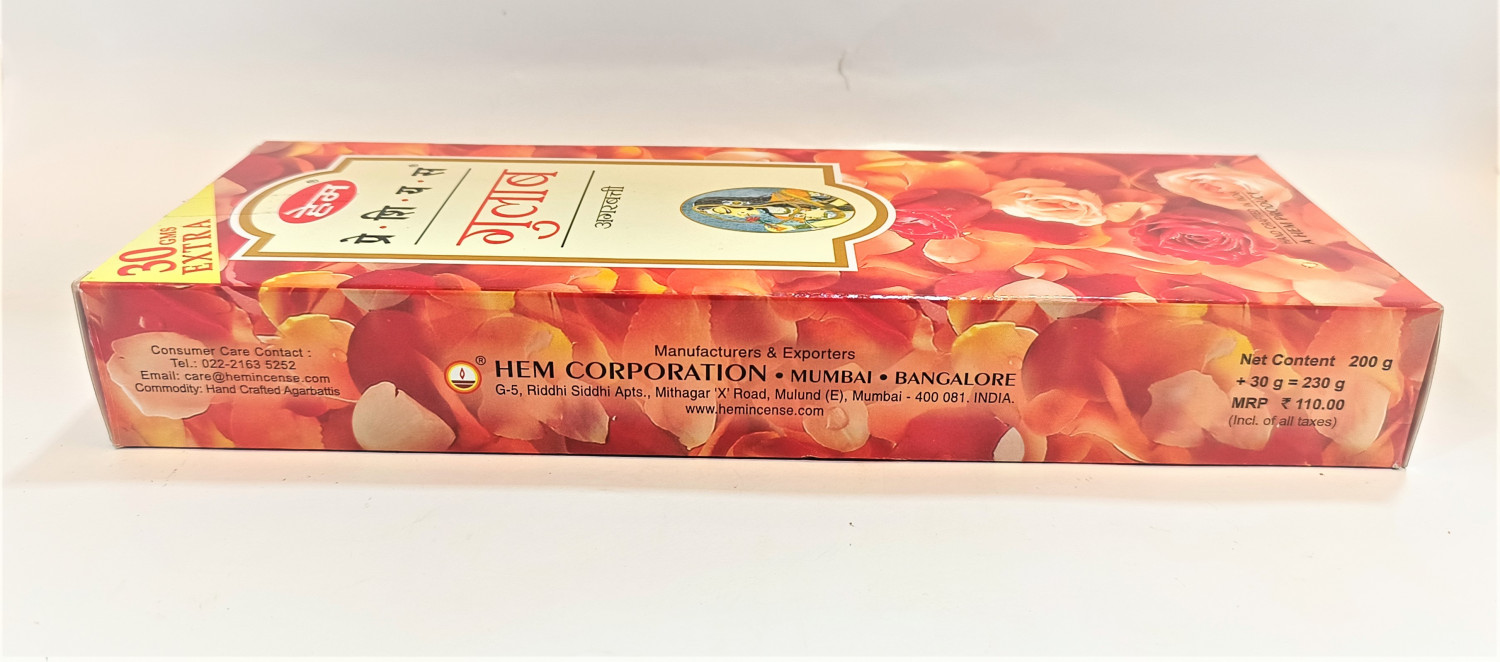 30 GMS
EXTRA
हेम®
प्रे·शि·य·स
गुलाब
अगरबत्ती
A HEM PRODUCT
Consumer Care Contact :
Tel.: 022-2163 5252
Email: care@hemincense.com
Commodity: Hand Crafted Agarbattis
Manufacturers & Exporters
® HEM CORPORATION • MUMBAI • BANGALORE
G-5, Riddhi Siddhi Apts., Mithagar 'X' Road, Mulund (E), Mumbai - 400 081. INDIA.
www.hemincense.com
Net Content 200 g
+ 30 g = 230 g
MRP ₹ 110.00
(Incl. of all taxes)